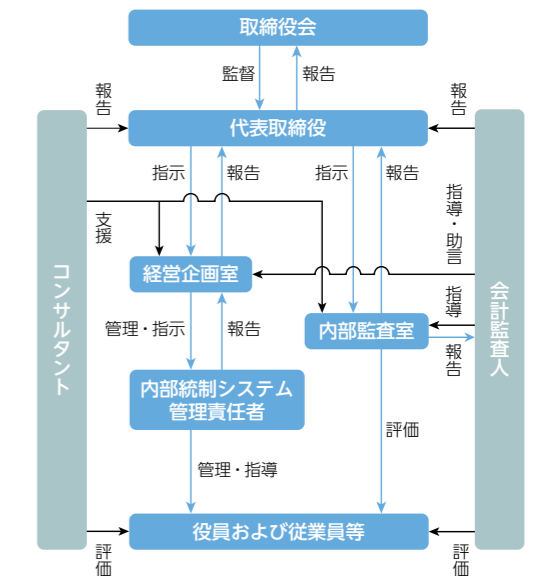 取締役会
監督
報告
報告
報告
代表取締役
指示
報告
指示
報告
支援
指導・助言
経営企画室
コンサルタント
会計監査人
指導
管理・指示
報告
内部監査室
報告
内部統制システム
管理責任者
評価
管理・指導
役員および従業員等
評価
評価